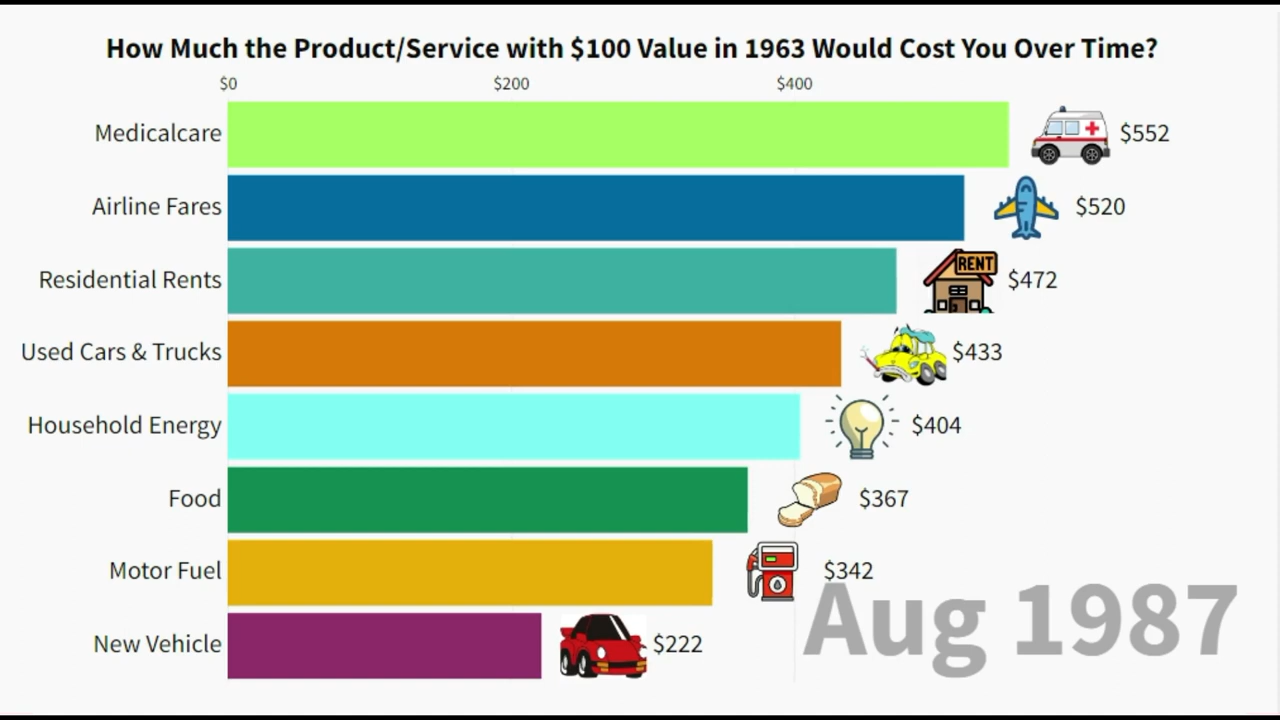 How Much the Product/Service with $100 Value in 1963 Would Cost You Over Time?
$0 $200 $400
Medicalcare $552
Airline Fares $520
Residential Rents RENT $472
Used Cars & Trucks $433
Household Energy $404
Food $367
Motor Fuel $342
New Vehicle $222
Aug 1987